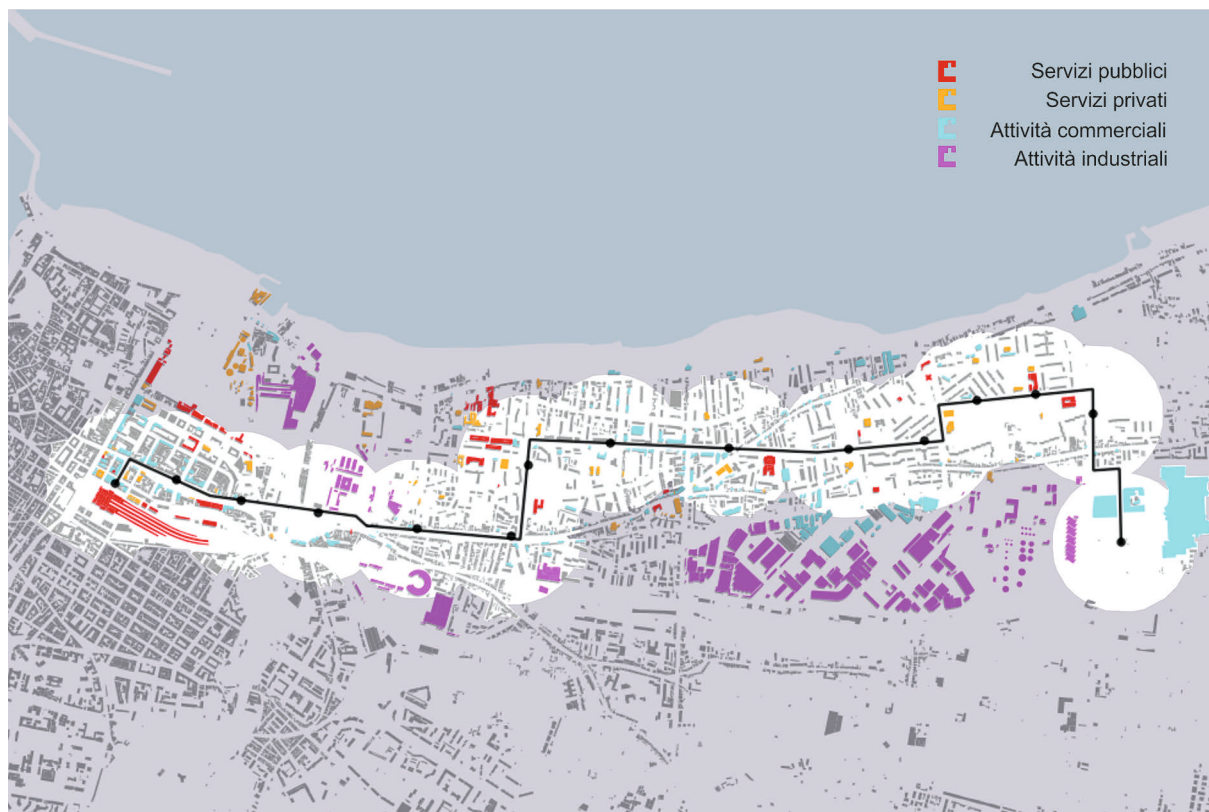 Servizi pubblici
Servizi privati
Attività commerciali
Attività industriali